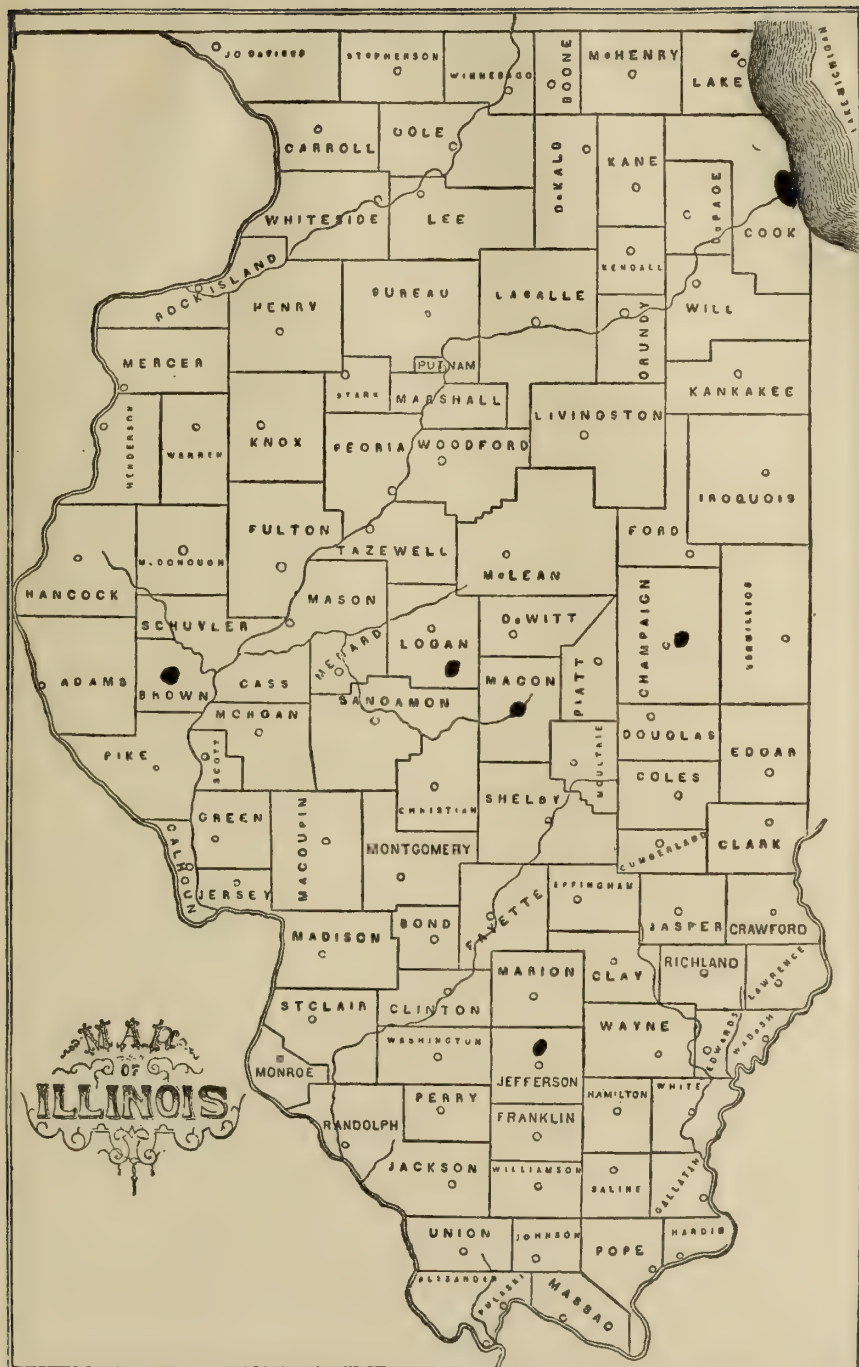 JO DAVIESS
STEPHENSON
WINNEBAGO
BOONE
McHENRY
LAKE
LAKE MICHIGAN
CARROLL
OGLE
DeKALB
KANE
DuPAGE
COOK
WHITESIDE
LEE
KENDALL
ROCK ISLAND
HENRY
BUREAU
LASALLE
GRUNDY
WILL
MERCER
PUTNAM
STARK
MARSHALL
KANKAKEE
HENDERSON
WARREN
KNOX
PEORIA
WOODFORD
LIVINGSTON
IROQUOIS
HANCOCK
McDONOUGH
FULTON
TAZEWELL
McLEAN
FORD
SCHUYLER
MASON
ADAMS
BROWN
CASS
MENARD
LOGAN
DeWITT
CHAMPAIGN
VERMILLION
PIATT
MACON
SANGAMON
MORGAN
PIKE
SCOTT
CHRISTIAN
SHELBY
MOULTRIE
DOUGLAS
EDGAR
COLES
GREEN
CALHOUN
JERSEY
MACOUPIN
MONTGOMERY
CUMBERLAND
CLARK
MADISON
BOND
FAYETTE
EFFINGHAM
JASPER
CRAWFORD
ST CLAIR
CLINTON
MARION
CLAY
RICHLAND
LAWRENCE
MONROE
WASHINGTON
JEFFERSON
WAYNE
EDWARDS
WABASH
MAP
OF
ILLINOIS
RANDOLPH
PERRY
FRANKLIN
HAMILTON
WHITE
JACKSON
WILLIAMSON
SALINE
GALLATIN
UNION
JOHNSON
POPE
HARDIN
ALEXANDER
PULASKI
MASSAC